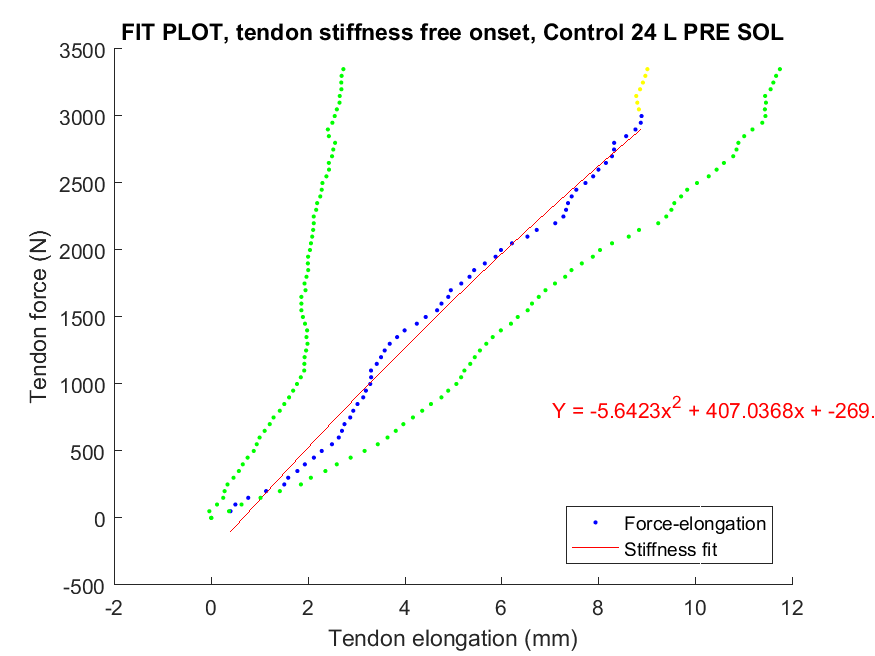 FIT PLOT, tendon stiffness free onset, Control 24 L PRE SOL
3500
3000
2500
2000
1500
1000
500
0
-500
Tendon force (N)
Y = -5.6423x² + 407.0368x + -269.
Force-elongation
Stiffness fit
-2 0 2 4 6 8 10 12
Tendon elongation (mm)